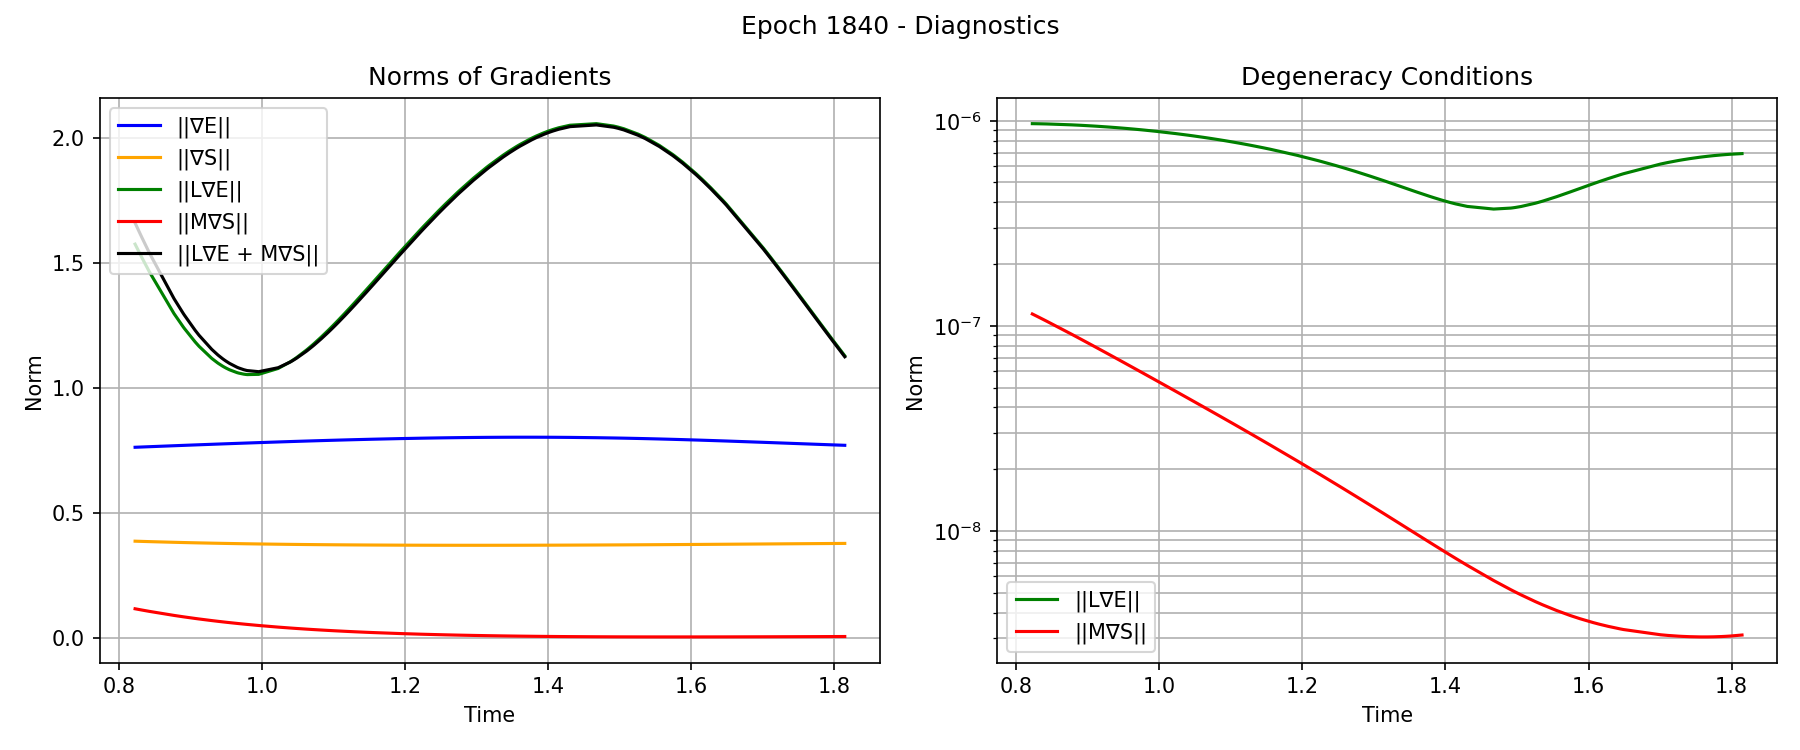 Epoch 1840 - Diagnostics
Norms of Gradients
||∇E||
||∇S||
||L∇E||
||M∇S||
||L∇E + M∇S||
2.0
1.5
1.0
0.5
0.0
Norm
0.8 1.0 1.2 1.4 1.6 1.8
Time
Degeneracy Conditions
10⁻⁶
10⁻⁷
10⁻⁸
Norm
||L∇E||
||M∇S||
0.8 1.0 1.2 1.4 1.6 1.8
Time